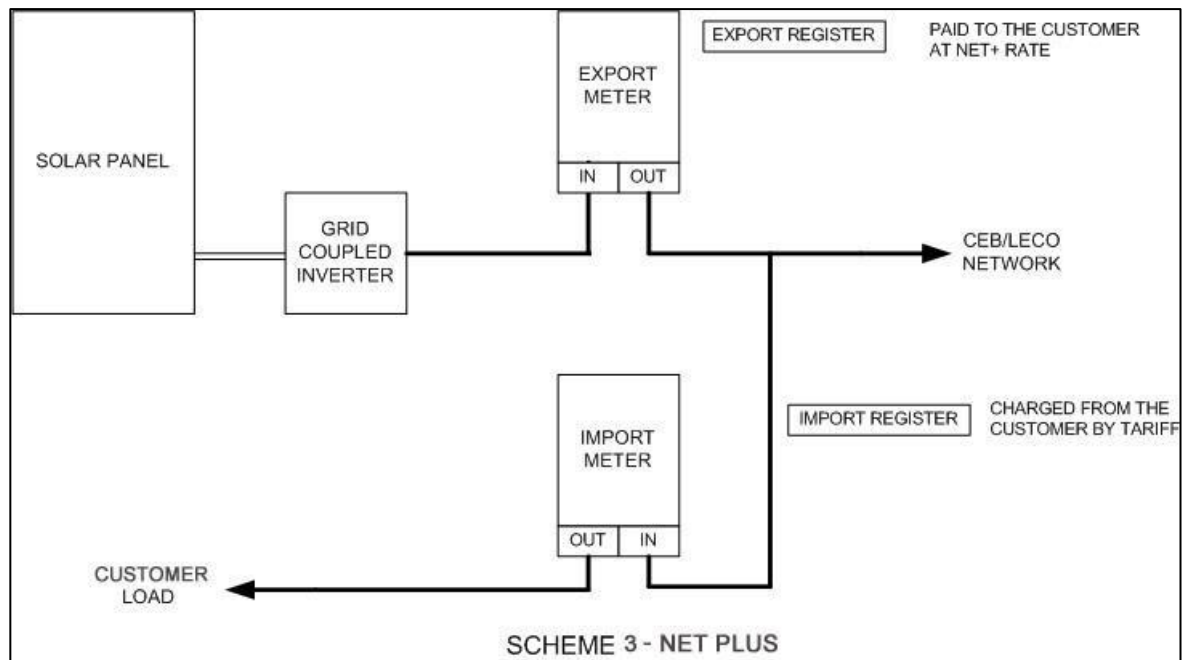 SOLAR PANEL
GRID
COUPLED
INVERTER
EXPORT
METER
IN
OUT
EXPORT REGISTER
PAID TO THE CUSTOMER
AT NET+ RATE
CEB/LECO
NETWORK
IMPORT
METER
OUT
IN
IMPORT REGISTER
CHARGED FROM THE
CUSTOMER BY TARIFF
CUSTOMER
LOAD
SCHEME 3 - NET PLUS